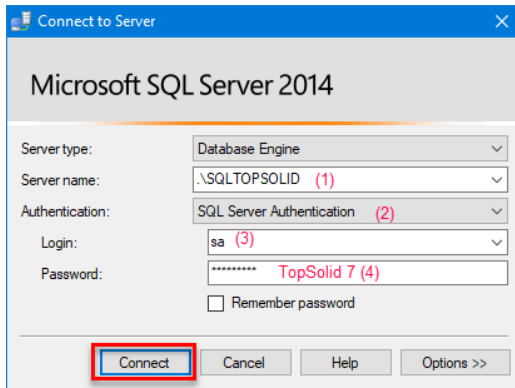 Connect to Server
Microsoft SQL Server 2014
Server type: Database Engine
Server name: .\SQLTOPSOLID (1)
Authentication: SQL Server Authentication (2)
Login: sa (3)
Password: ********* TopSolid 7 (4)
Remember password
Connect Cancel Help Options >>